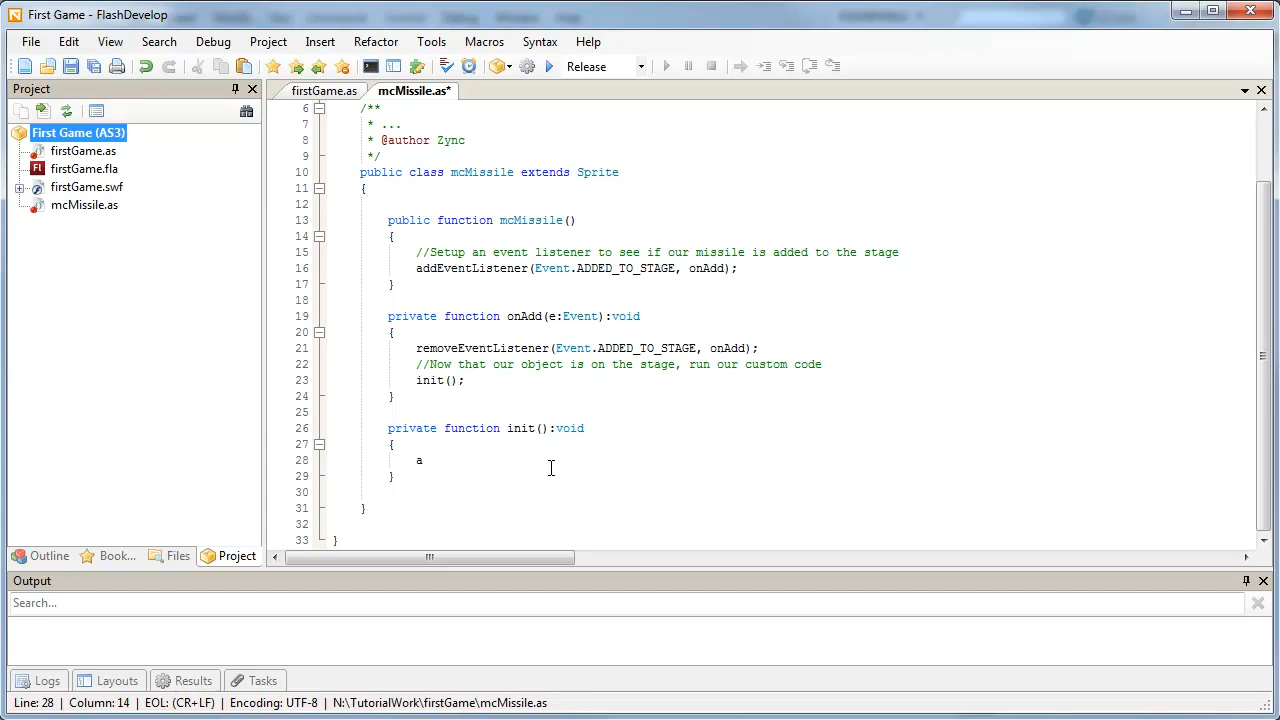 First Game - FlashDevelop
File Edit View Search Debug Project Insert Refactor Tools Macros Syntax Help
Release
Project
firstGame.as mcMissile.as*
First Game (AS3)
firstGame.as
firstGame.fla
firstGame.swf
mcMissile.as
6 /**
7 * ...
8 * @author Zync
9 */
10 public class mcMissile extends Sprite
11 {
12
13 public function mcMissile()
14 {
15 //Setup an event listener to see if our missile is added to the stage
16 addEventListener(Event.ADDED_TO_STAGE, onAdd);
17 }
18
19 private function onAdd(e:Event):void
20 {
21 removeEventListener(Event.ADDED_TO_STAGE, onAdd);
22 //Now that our object is on the stage, run our custom code
23 init();
24 }
25
26 private function init():void
27 {
28 a
29 }
30
31 }
32
33 }
Outline Book... Files Project
Output
Search...
Logs Layouts Results Tasks
Line: 28 | Column: 14 | EOL: (CR+LF) | Encoding: UTF-8 | N:\TutorialWork\firstGame\mcMissile.as